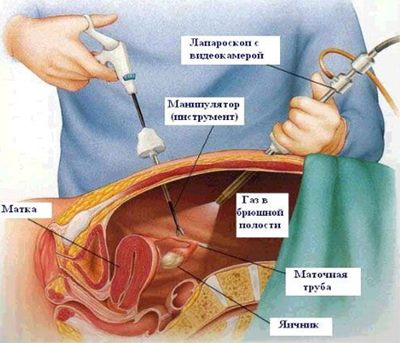 Лапароскоп с
видеокамерой
Манипулятор
(инструмент)
Матка
Газ в
брюшной
полости
Маточная
труба
Яичник